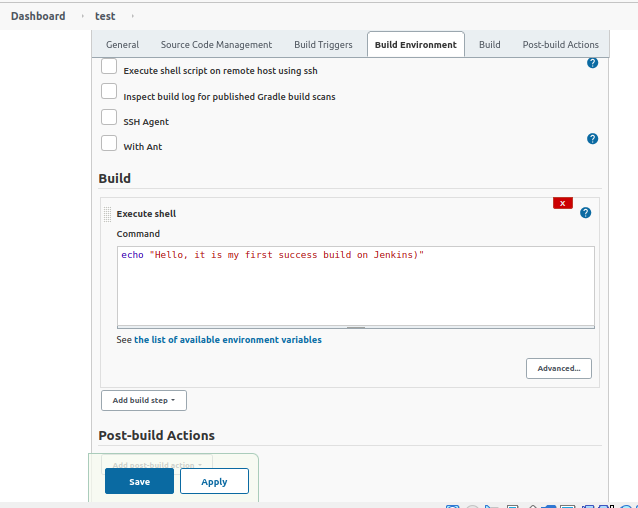 Dashboard › test ›
General Source Code Management Build Triggers Build Environment Build Post-build Actions
?
Execute shell script on remote host using ssh
Inspect build log for published Gradle build scans
SSH Agent
?
With Ant
Build
X
?
Execute shell
Command
echo "Hello, it is my first success build on Jenkins)"
See the list of available environment variables
Advanced...
Add build step
Post-build Actions
Add post-build action
Save Apply